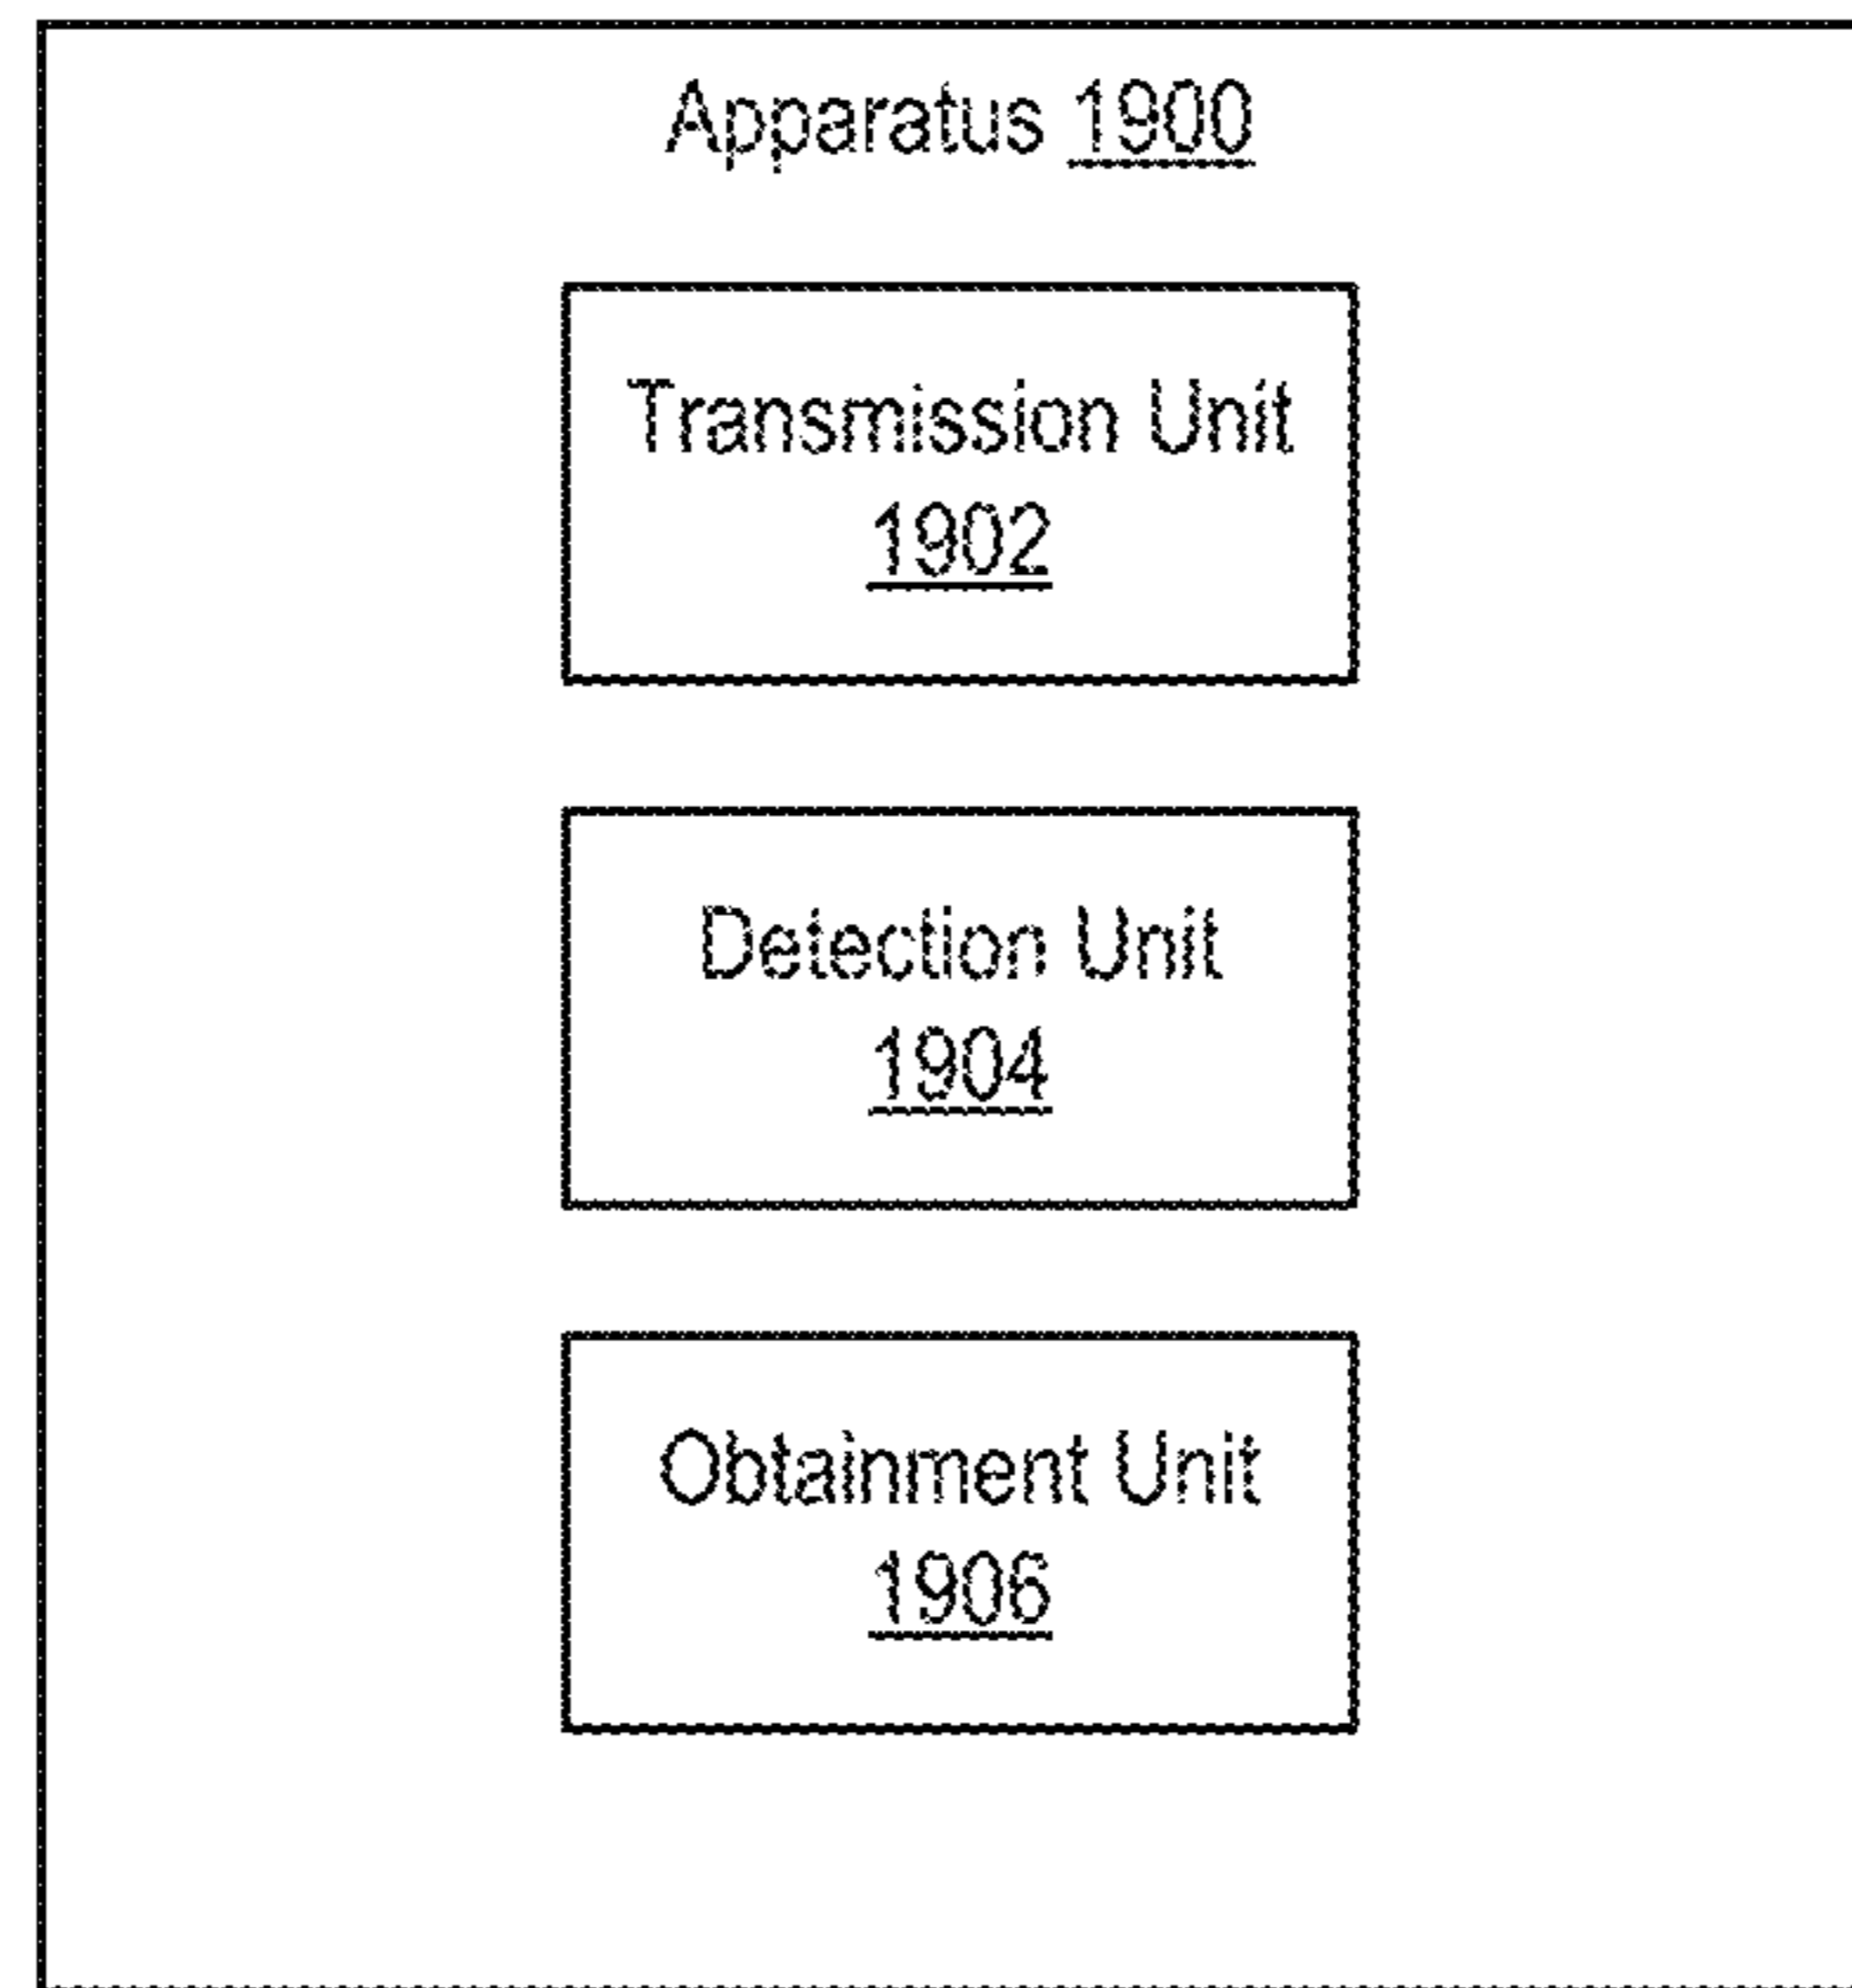 Apparatus 1900
Transmission Unit
1902
Detection Unit
1904
Obtainment Unit
1906